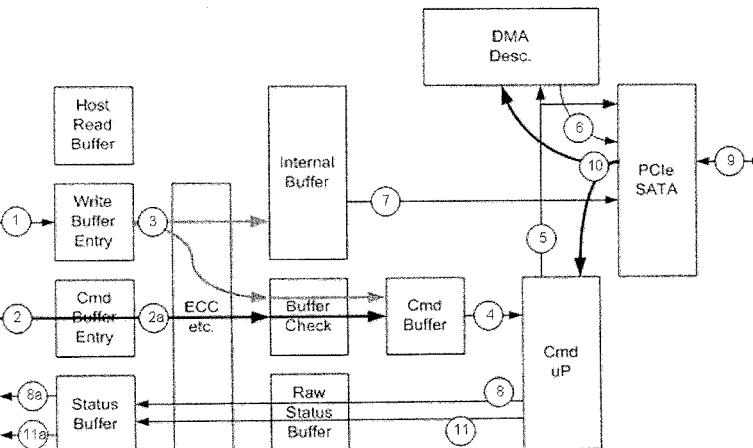 DMA
Desc.
Host
Read
Buffer
Internal
Buffer
6
10
PCIe
SATA
9
1
Write
Buffer
Entry
3
7
5
2
Cmd
Buffer
Entry
2a
ECC
etc.
Buffer
Check
Cmd
Buffer
4
Cmd
uP
8a
11a
Status
Buffer
Raw
Status
Buffer
8
11